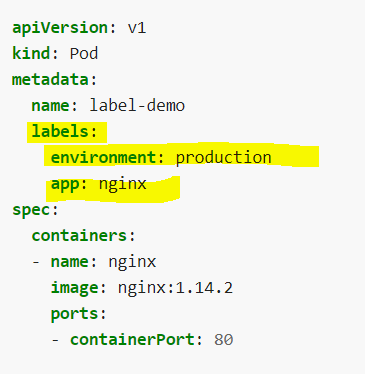 apiVersion: v1
kind: Pod
metadata:
  name: label-demo
  labels:
    environment: production
    app: nginx
spec:
  containers:
  - name: nginx
    image: nginx:1.14.2
    ports:
    - containerPort: 80